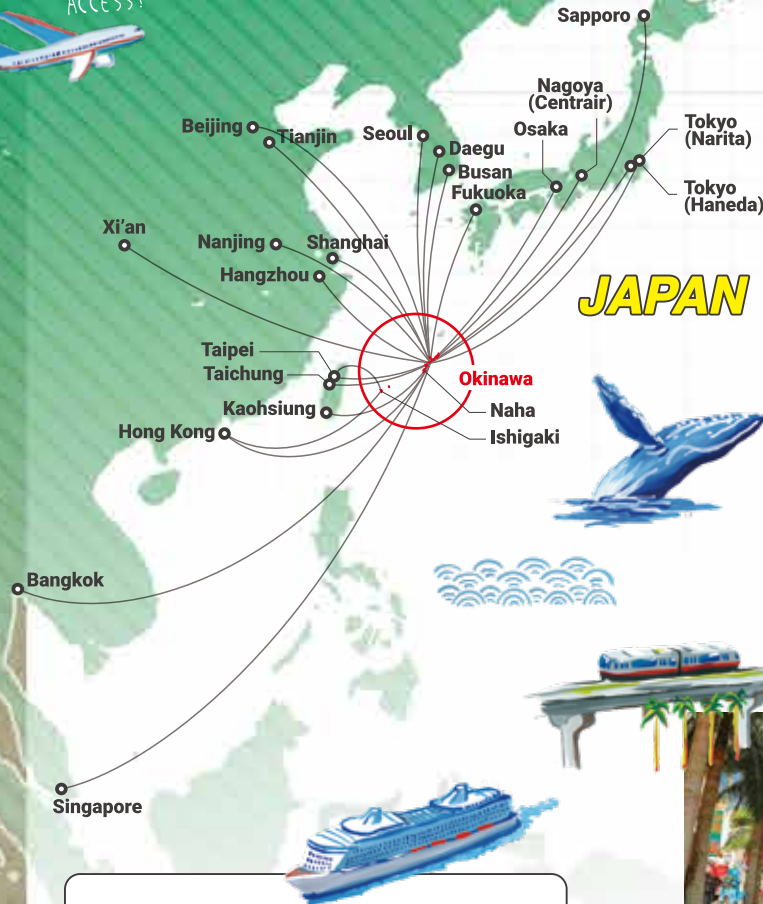 ACCESS!
Sapporo
Nagoya
(Centrair)
Osaka
Tokyo
(Narita)
Tokyo
(Haneda)
Beijing
Tianjin
Seoul
Daegu
Busan
Fukuoka
Xi'an
Nanjing
Shanghai
Hangzhou
JAPAN
Taipei
Taichung
Okinawa
Kaohsiung
Naha
Hong Kong
Ishigaki
Bangkok
Singapore